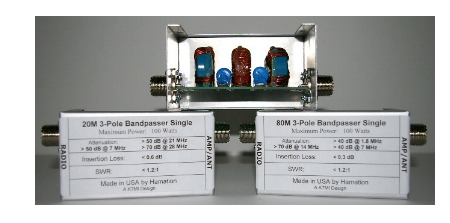 20M 3-Pole Bandpasser Single
Maximum Power: 100 Watts
Attenuation: > 50 dB @ 21 MHz
> 50 dB @ 7 MHz > 70 dB @ 28 MHz
Insertion Loss: < 0.6 dB
SWR: < 1.2:1
Made in USA by Hamation
A K7MI Design
RADIO
AMP/ANT
80M 3-Pole Bandpasser Single
Maximum Power: 100 Watts
Attenuation: > 40 dB @ 1.8 MHz
> 70 dB @ 14 MHz > 40 dB @ 7 MHz
Insertion Loss: < 0.3 dB
SWR: < 1.2:1
Made in USA by Hamation
A K7MI Design
RADIO
AMP/ANT